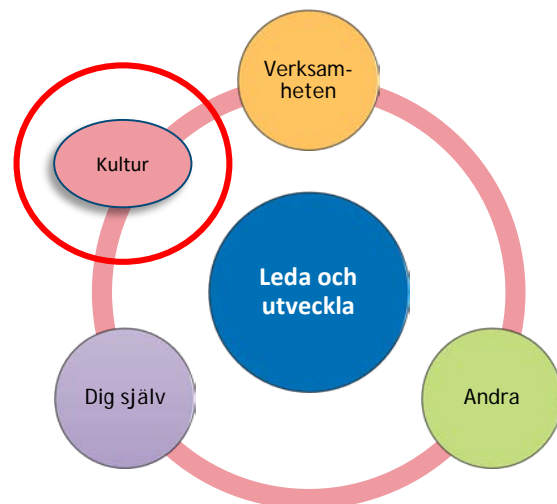 Verksam-
heten
Kultur
Leda och
utveckla
Dig själv
Andra